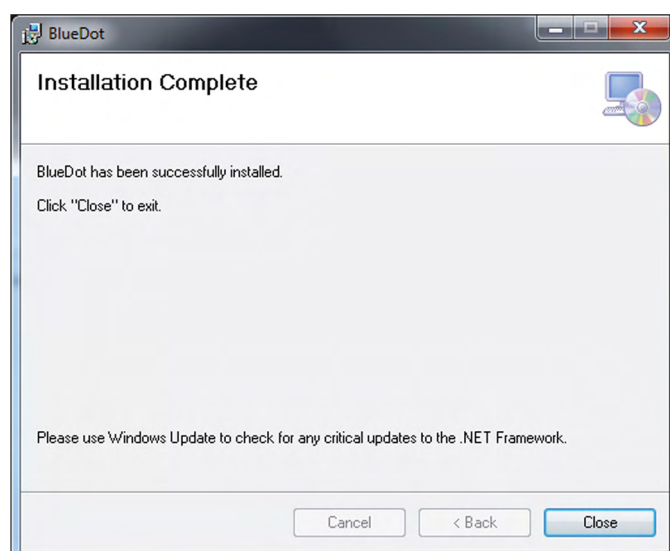 BlueDot
Installation Complete
BlueDot has been successfully installed.
Click "Close" to exit.
Please use Windows Update to check for any critical updates to the .NET Framework.
Cancel
< Back
Close